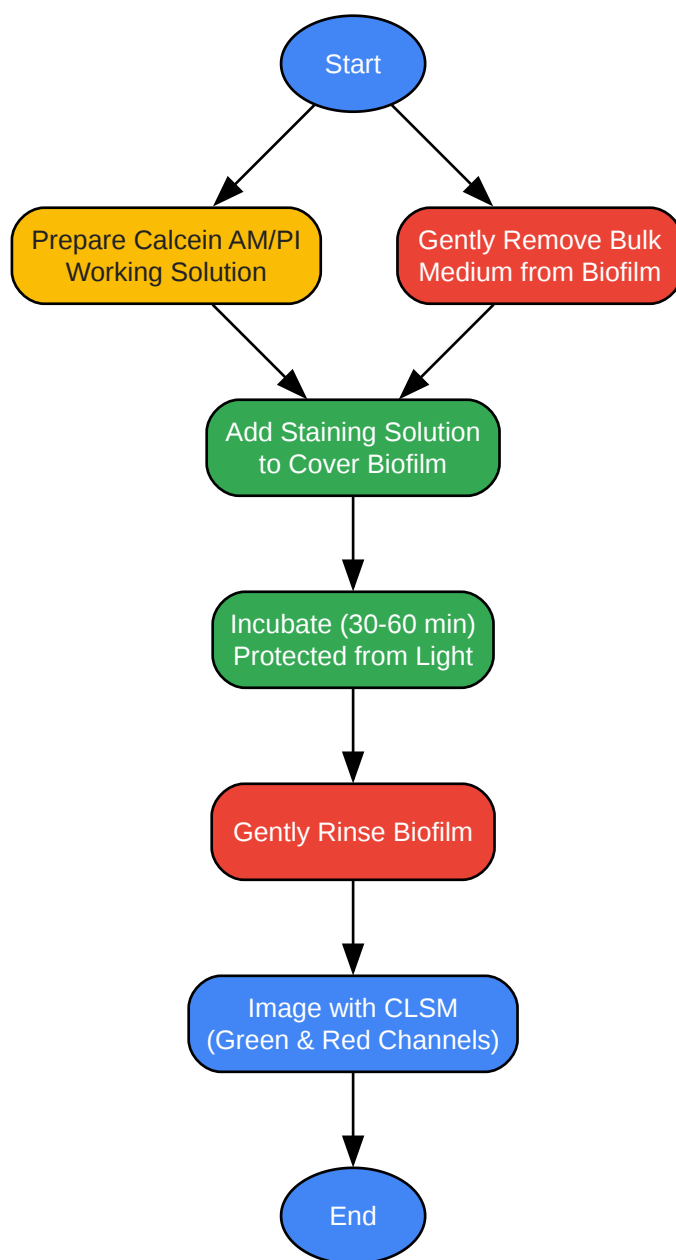 Start
Prepare Calcein AM/PI
Working Solution
Gently Remove Bulk
Medium from Biofilm
Add Staining Solution
to Cover Biofilm
Incubate (30-60 min)
Protected from Light
Gently Rinse Biofilm
Image with CLSM
(Green & Red Channels)
End